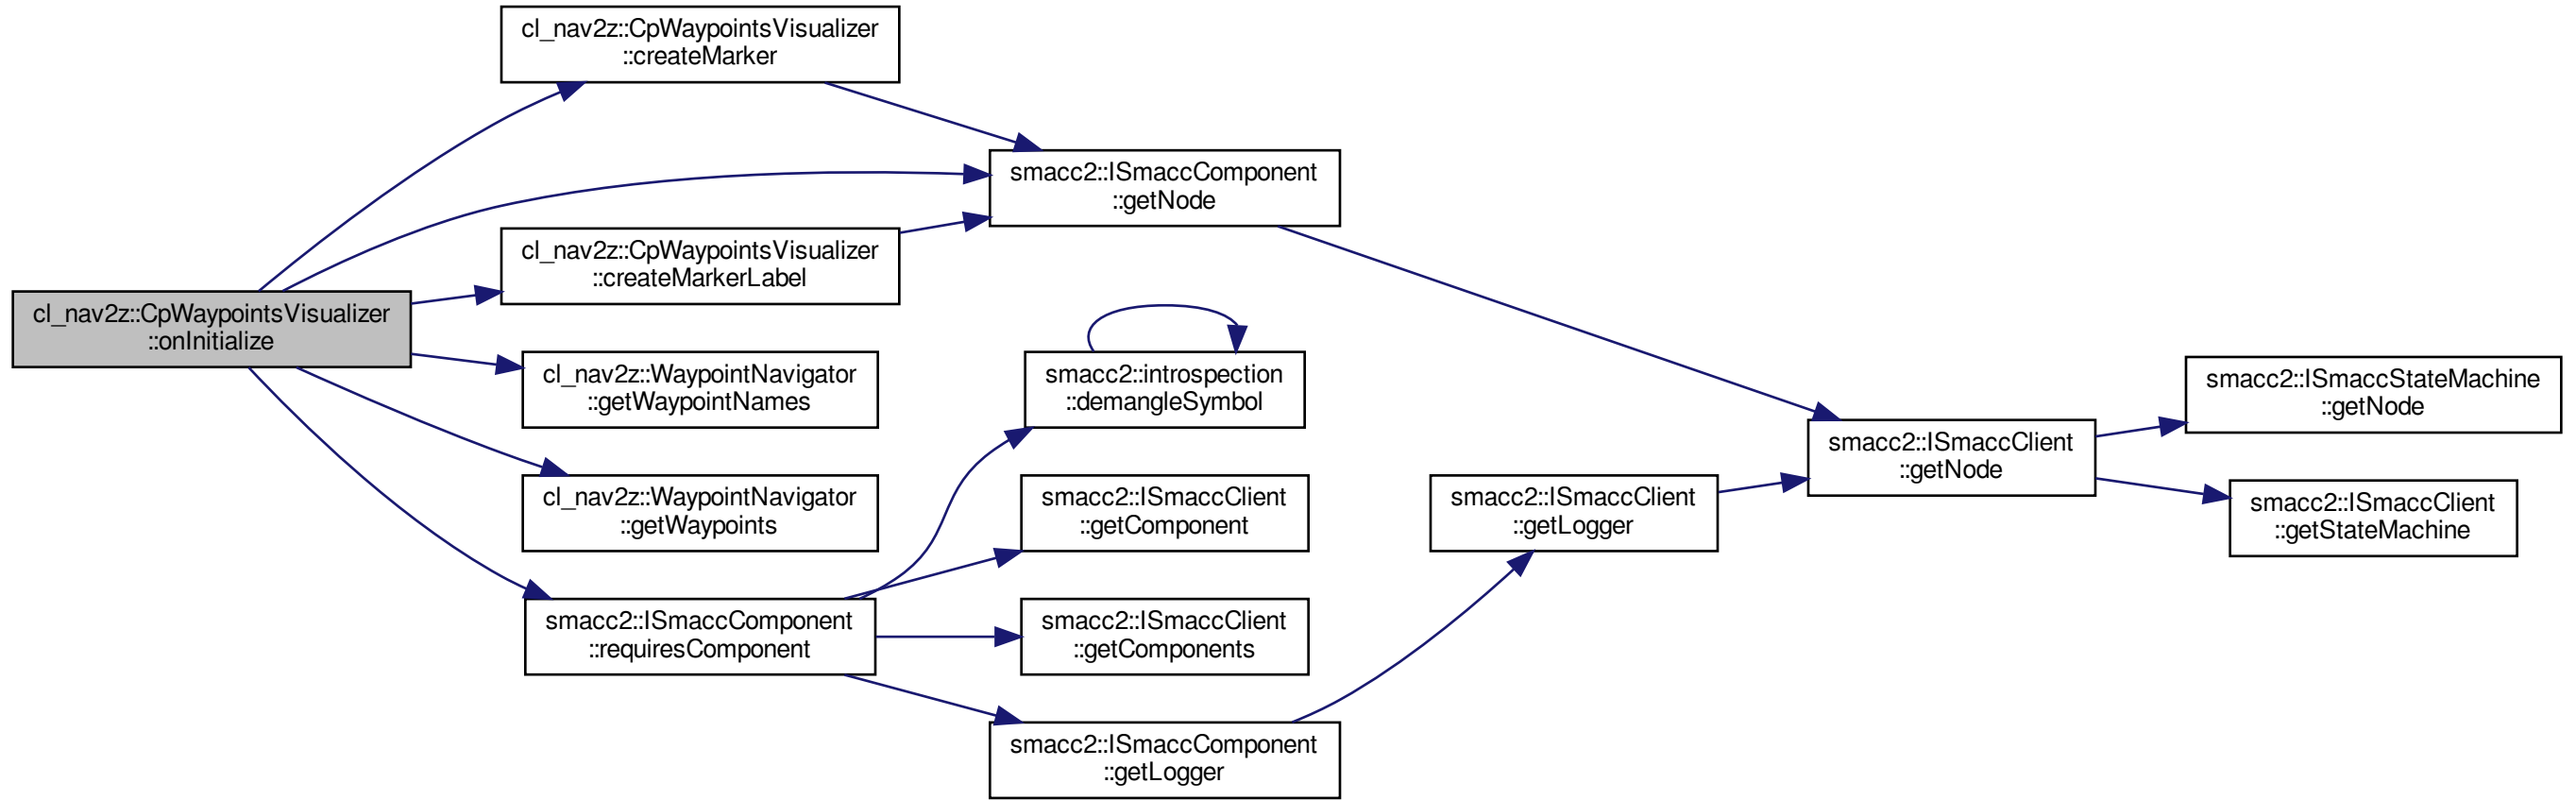 cl_nav2z::CpWaypointsVisualizer
::onInitialize
cl_nav2z::CpWaypointsVisualizer
::createMarker
smacc2::ISmaccComponent
::getNode
cl_nav2z::CpWaypointsVisualizer
::createMarkerLabel
cl_nav2z::WaypointNavigator
::getWaypointNames
cl_nav2z::WaypointNavigator
::getWaypoints
smacc2::ISmaccComponent
::requiresComponent
smacc2::introspection
::demangleSymbol
smacc2::ISmaccClient
::getComponent
smacc2::ISmaccClient
::getComponents
smacc2::ISmaccComponent
::getLogger
smacc2::ISmaccClient
::getLogger
smacc2::ISmaccClient
::getNode
smacc2::ISmaccStateMachine
::getNode
smacc2::ISmaccClient
::getStateMachine